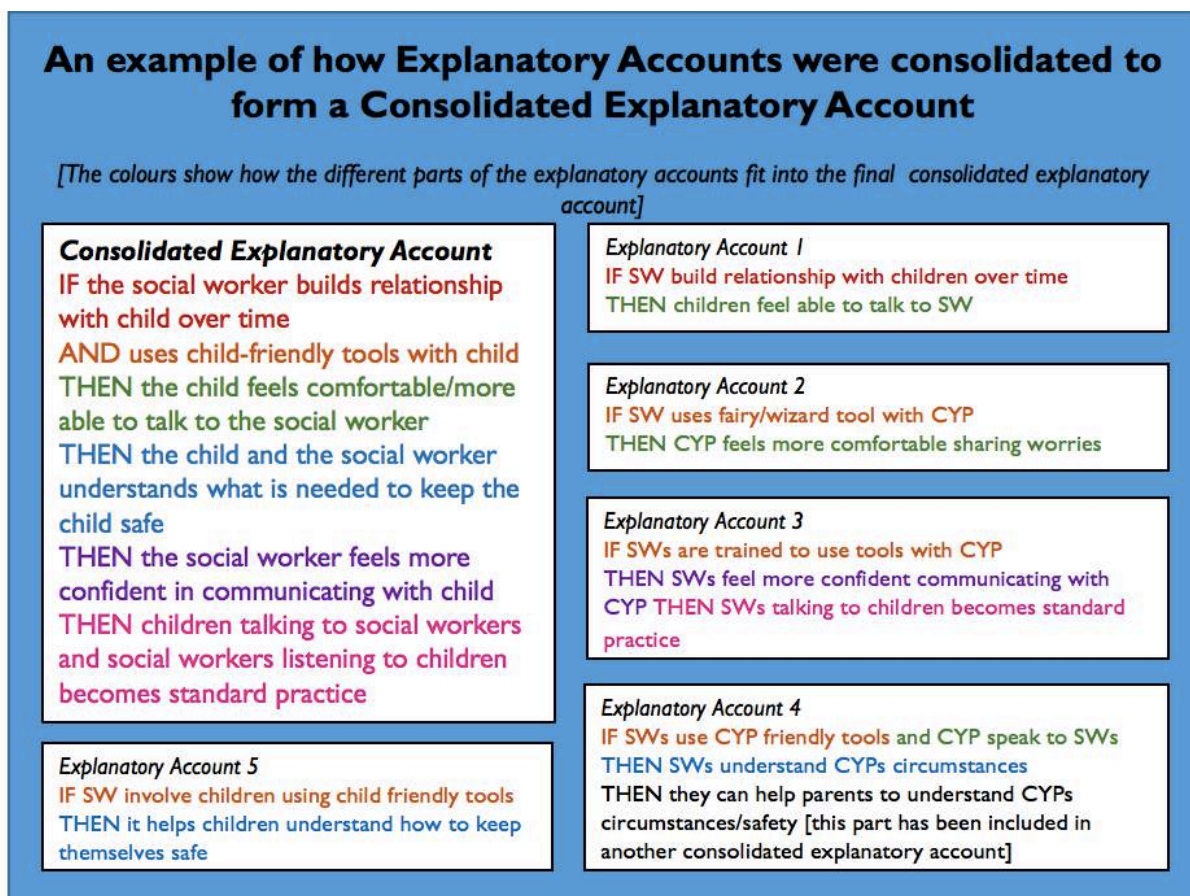 An example of how Explanatory Accounts were consolidated to
form a Consolidated Explanatory Account
[The colours show how the different parts of the explanatory accounts fit into the final consolidated explanatory
account]
Consolidated Explanatory Account
IF the social worker builds relationship
with child over time
AND uses child-friendly tools with child
THEN the child feels comfortable/more
able to talk to the social worker
THEN the child and the social worker
understands what is needed to keep the
child safe
THEN the social worker feels more
confident in communicating with child
THEN children talking to social workers
and social workers listening to children
becomes standard practice
Explanatory Account 5
IF SW involve children using child friendly tools
THEN it helps children understand how to keep
themselves safe
Explanatory Account 1
IF SW build relationship with children over time
THEN children feel able to talk to SW
Explanatory Account 2
IF SW uses fairy/wizard tool with CYP
THEN CYP feels more comfortable sharing worries
Explanatory Account 3
IF SWs are trained to use tools with CYP
THEN SWs feel more confident communicating with
CYP THEN SWs talking to children becomes standard
practice
Explanatory Account 4
IF SWs use CYP friendly tools and CYP speak to SWs
THEN SWs understand CYPs circumstances
THEN they can help parents to understand CYPs
circumstances/safety [this part has been included in
another consolidated explanatory account]